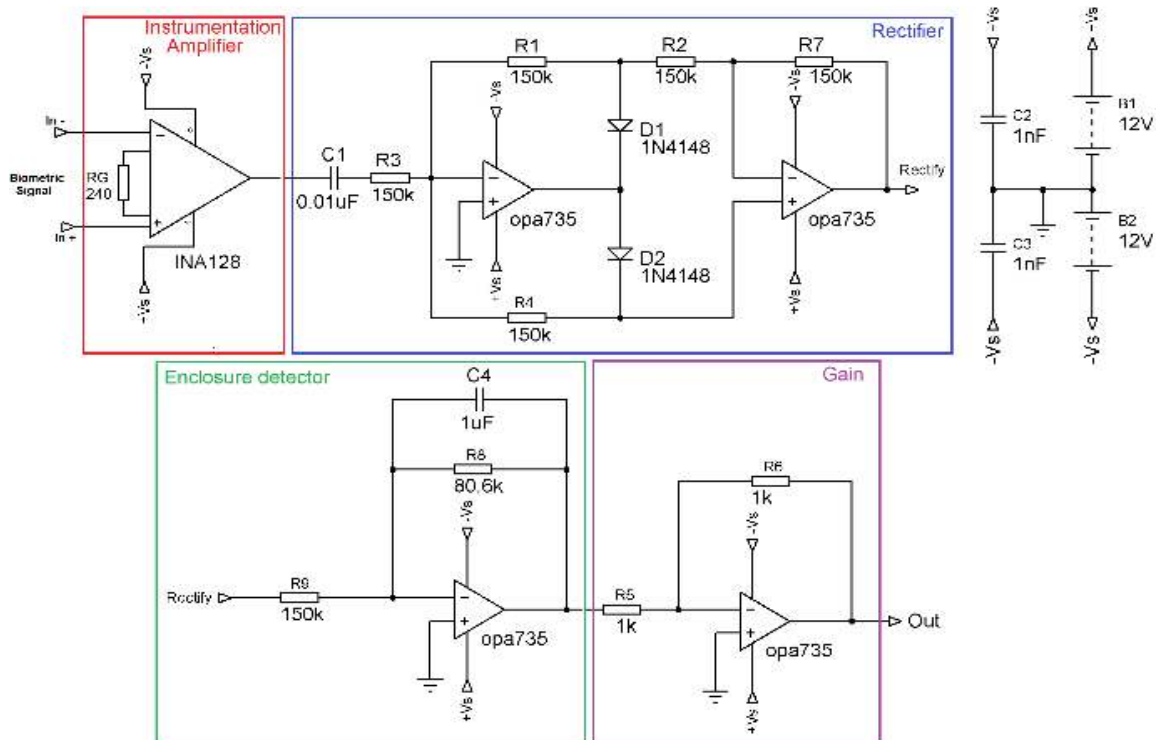 Instrumentation
Amplifier
-Vs
In -
Biometric
Signal
RG
240
In +
INA128
-Vs
Rectifier
C1
0.01uF
R3
150k
R1
150k
R2
150k
R7
150k
-Vs
D1
1N4148
opa735
+Vs
D2
1N4148
R4
150k
-Vs
opa735
+Vs
Rectify
-Vs
-Vs
C2
1nF
B1
12V
C3
1nF
B2
12V
-Vs
-Vs
Enclosure detector
C4
1uF
R8
80.6k
-Vs
Rectify
R9
150k
opa735
+Vs
Gain
R5
1k
R6
1k
-Vs
opa735
+Vs
Out